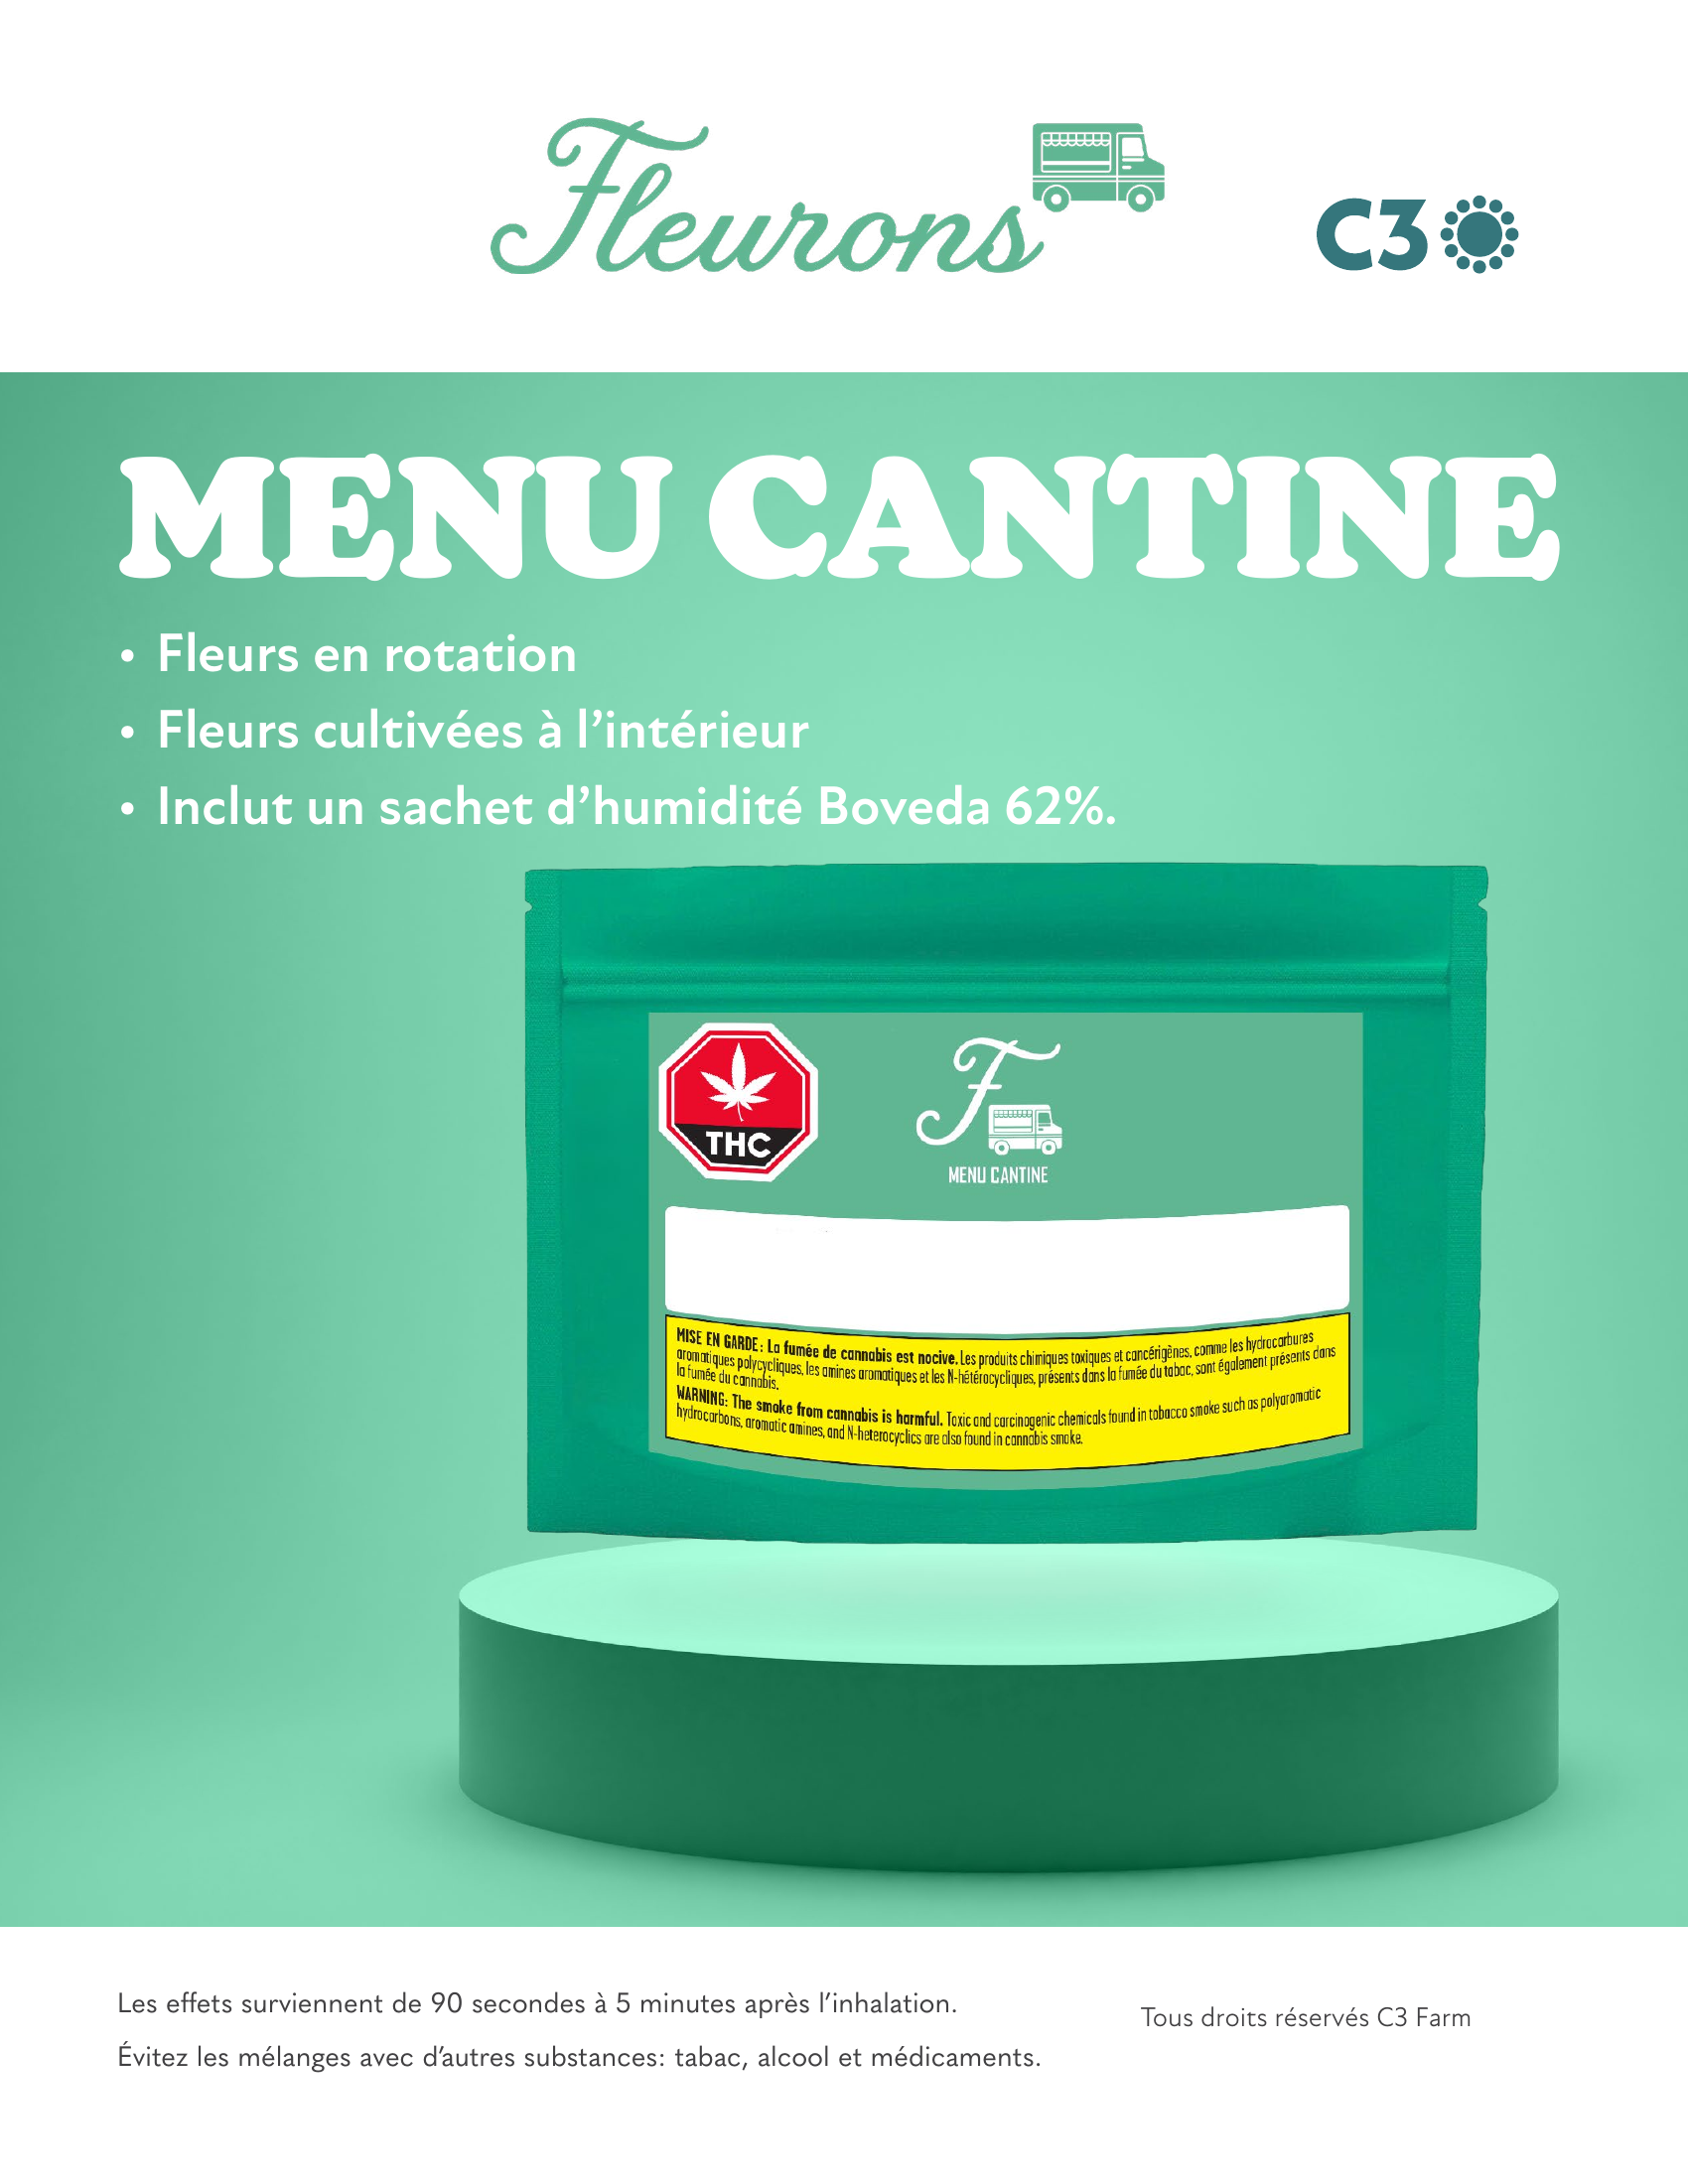 Fleurons
C3
MENU CANTINE
• Fleurs en rotation
• Fleurs cultivées à l’intérieur
• Inclut un sachet d’humidité Boveda 62%.
THC
F
MENU CANTINE
MISE EN GARDE : La fumée de cannabis est nocive. Les produits chimiques toxiques et cancérigènes, comme les hydrocarbures
aromatiques polycycliques, les amines aromatiques et les N-hétérocycliques, présents dans la fumée du tabac, sont également présents dans
la fumée du cannabis.
WARNING: The smoke from cannabis is harmful. Toxic and carcinogenic chemicals found in tobacco smoke such as polyaromatic
hydrocarbons, aromatic amines, and N-heterocyclics are also found in cannabis smoke.
Les effets surviennent de 90 secondes à 5 minutes après l’inhalation.
Évitez les mélanges avec d’autres substances: tabac, alcool et médicaments.
Tous droits réservés C3 Farm